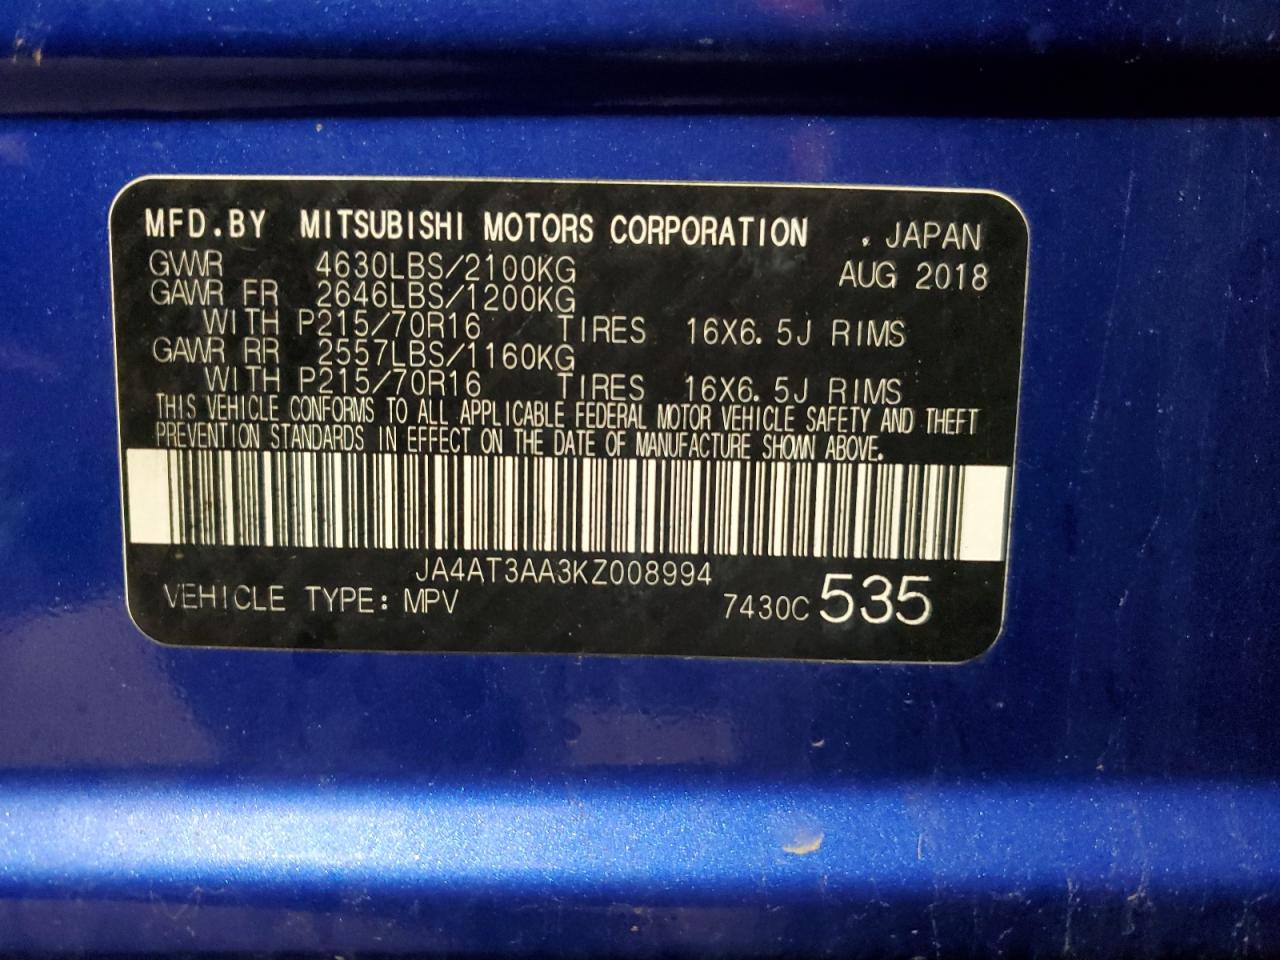 MFD.BY MITSUBISHI MOTORS CORPORATION , JAPAN
GVWR 4630LBS/2100KG AUG 2018
GAWR FR 2646LBS/1200KG
WITH P215/70R16 TIRES 16X6.5J RIMS
GAWR RR 2557LBS/1160KG
WITH P215/70R16 TIRES 16X6.5J RIMS
THIS VEHICLE CONFORMS TO ALL APPLICABLE FEDERAL MOTOR VEHICLE SAFETY AND THEFT
PREVENTION STANDARDS IN EFFECT ON THE DATE OF MANUFACTURE SHOWN ABOVE.
JA4AT3AA3KZ008994
VEHICLE TYPE: MPV 7430C 535